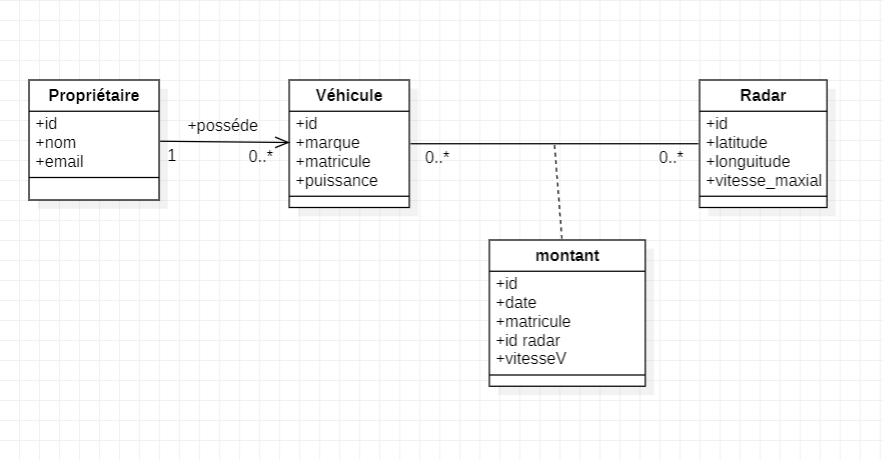 Propriétaire
+id
+nom
+email
+posséde
1
0..*
Véhicule
+id
+marque
+matricule
+puissance
0..*
0..*
Radar
+id
+latitude
+longuitude
+vitesse_maxial
montant
+id
+date
+matricule
+id radar
+vitesseV